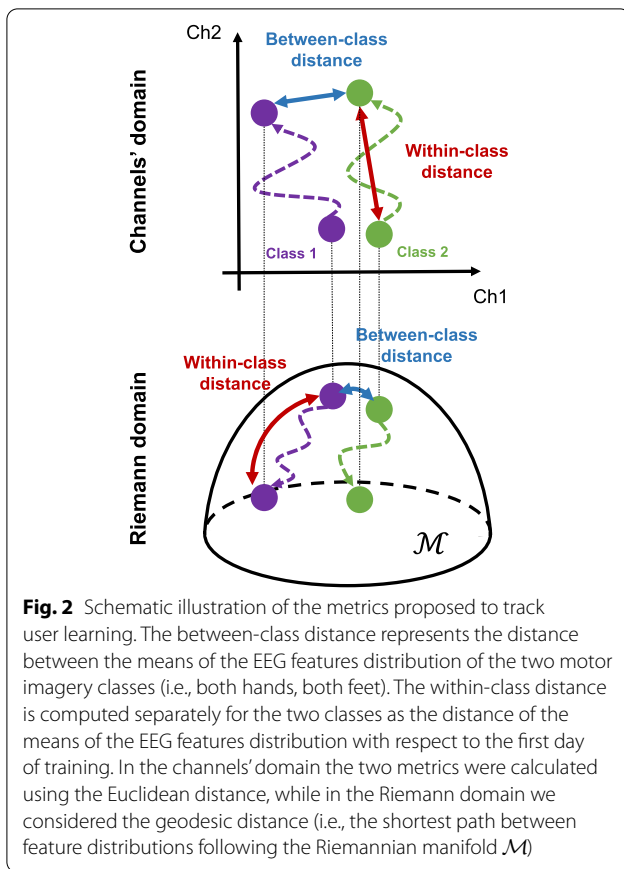 Ch2
Between-class
distance
Channels' domain
Within-class
distance
Class 1
Class 2
Ch1
Between-class
distance
Within-class
distance
Riemann domain
ℳ
Fig. 2 Schematic illustration of the metrics proposed to track
user learning. The between-class distance represents the distance
between the means of the EEG features distribution of the two motor
imagery classes (i.e., both hands, both feet). The within-class distance
is computed separately for the two classes as the distance of the
means of the EEG features distribution with respect to the first day
of training. In the channels' domain the two metrics were calculated
using the Euclidean distance, while in the Riemann domain we
considered the geodesic distance (i.e., the shortest path between
feature distributions following the Riemannian manifold ℳ)